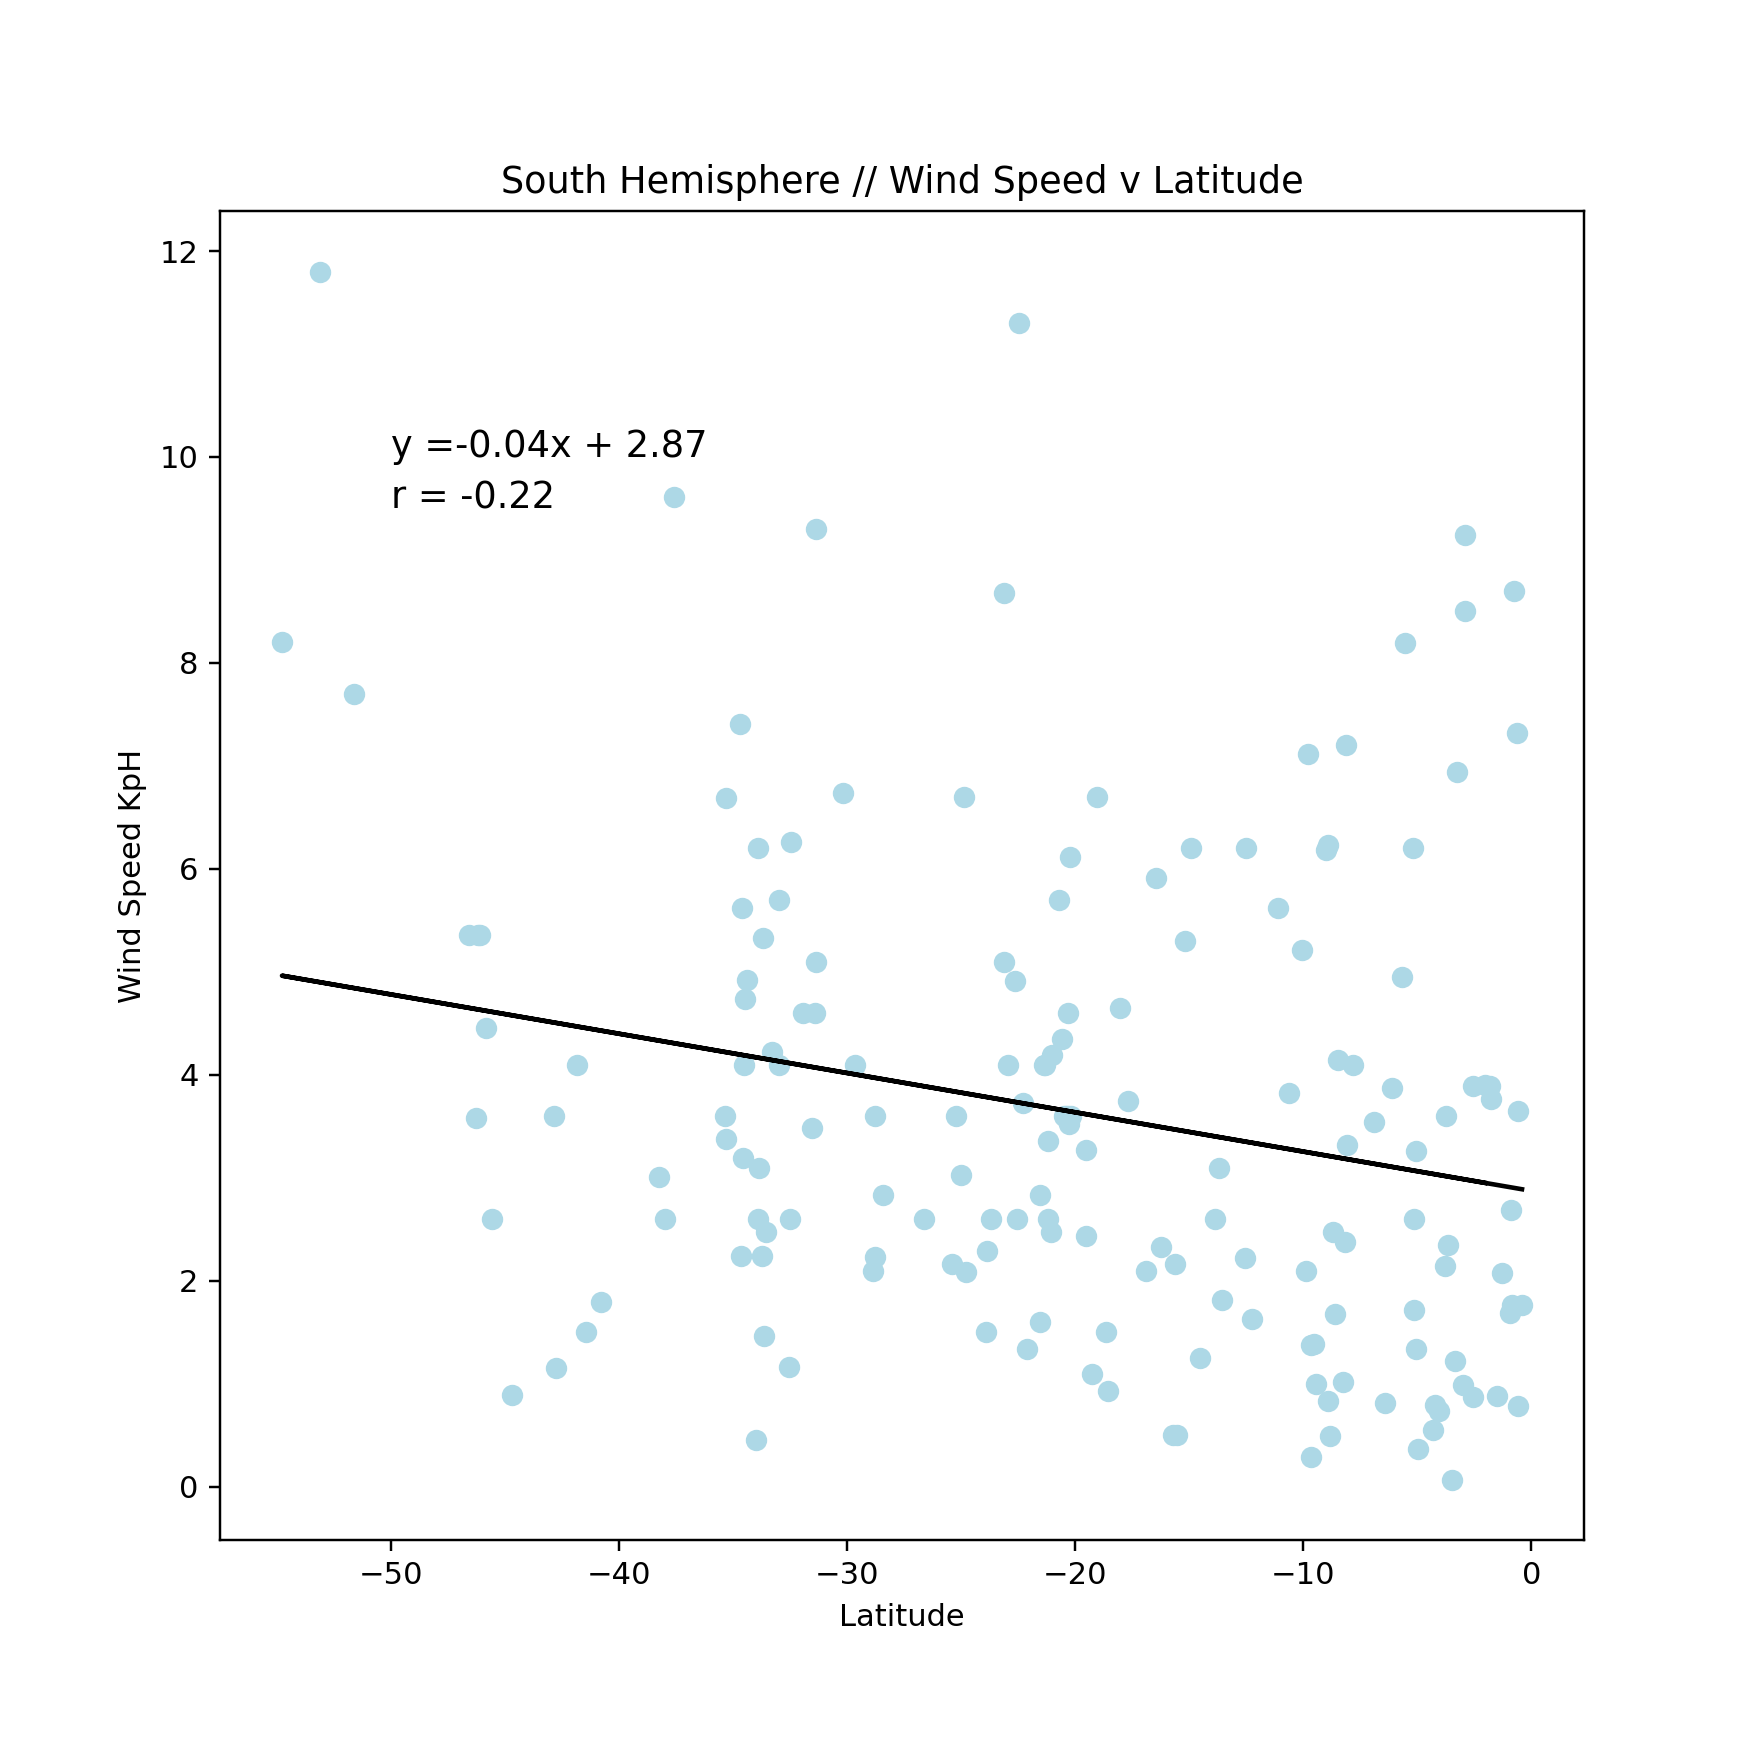 South Hemisphere // Wind Speed v Latitude
12
10
8
6
4
2
0
Wind Speed KpH
y =-0.04x + 2.87
r = -0.22
−50 −40 −30 −20 −10 0
Latitude